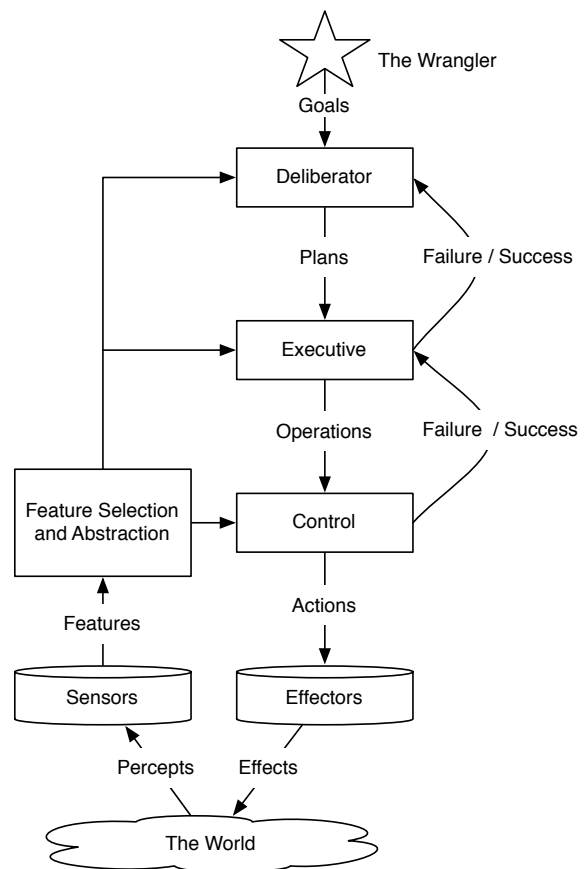 The Wrangler
Goals
Deliberator
Plans
Failure / Success
Executive
Operations
Failure / Success
Feature Selection
and Abstraction
Control
Actions
Features
Sensors
Effectors
Percepts
Effects
The World